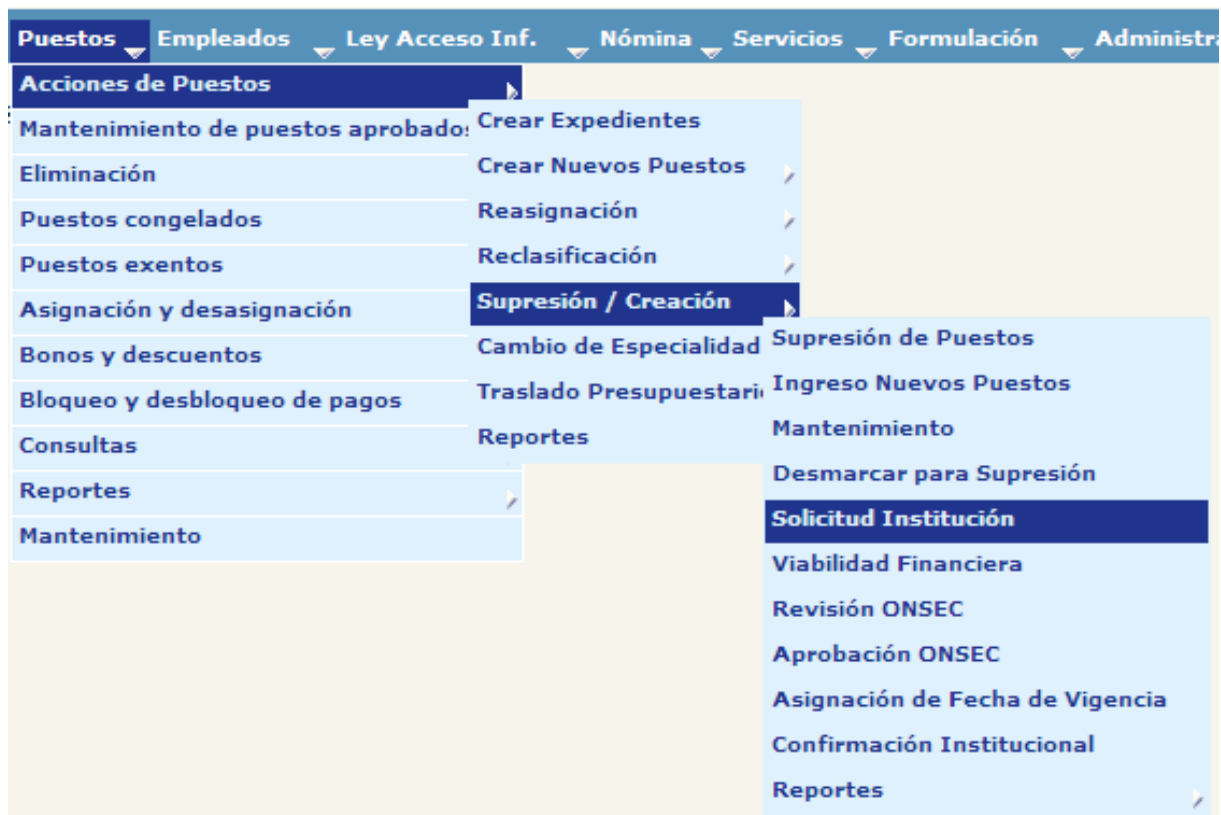 Puestos Empleados Ley Acceso Inf. Nómina Servicios Formulación Administra
Acciones de Puestos
Mantenimiento de puestos aprobados
Eliminación
Puestos congelados
Puestos exentos
Asignación y desasignación
Bonos y descuentos
Bloqueo y desbloqueo de pagos
Consultas
Reportes
Mantenimiento
Crear Expedientes
Crear Nuevos Puestos
Reasignación
Reclasificación
Supresión / Creación
Cambio de Especialidad
Traslado Presupuestari
Reportes
Supresión de Puestos
Ingreso Nuevos Puestos
Mantenimiento
Desmarcar para Supresión
Solicitud Institución
Viabilidad Financiera
Revisión ONSEC
Aprobación ONSEC
Asignación de Fecha de Vigencia
Confirmación Institucional
Reportes